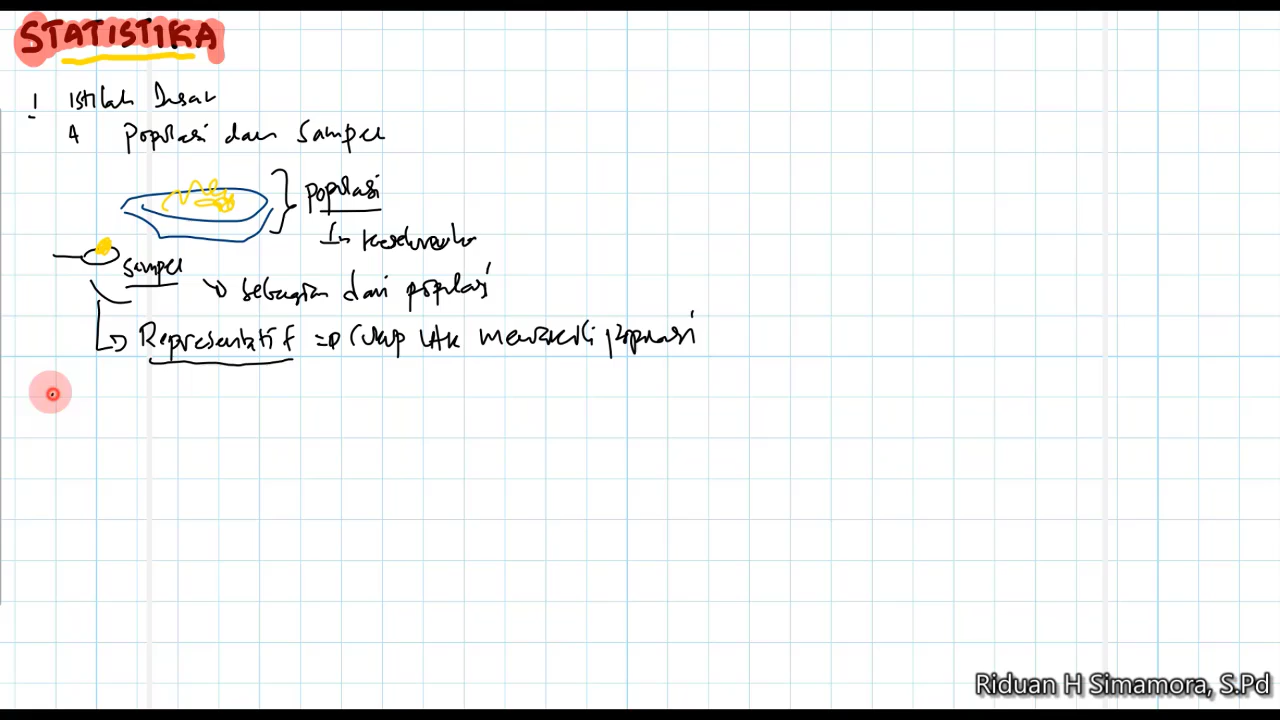 STATISTIKA
1 Istilah Dasar
A Populasi dan Sampel
Populasi
Keseluruhan
Sampel
sebagian dari populasi
Representatif => Cukup utk mewakili populasi
Riduan H Simamora, S.Pd